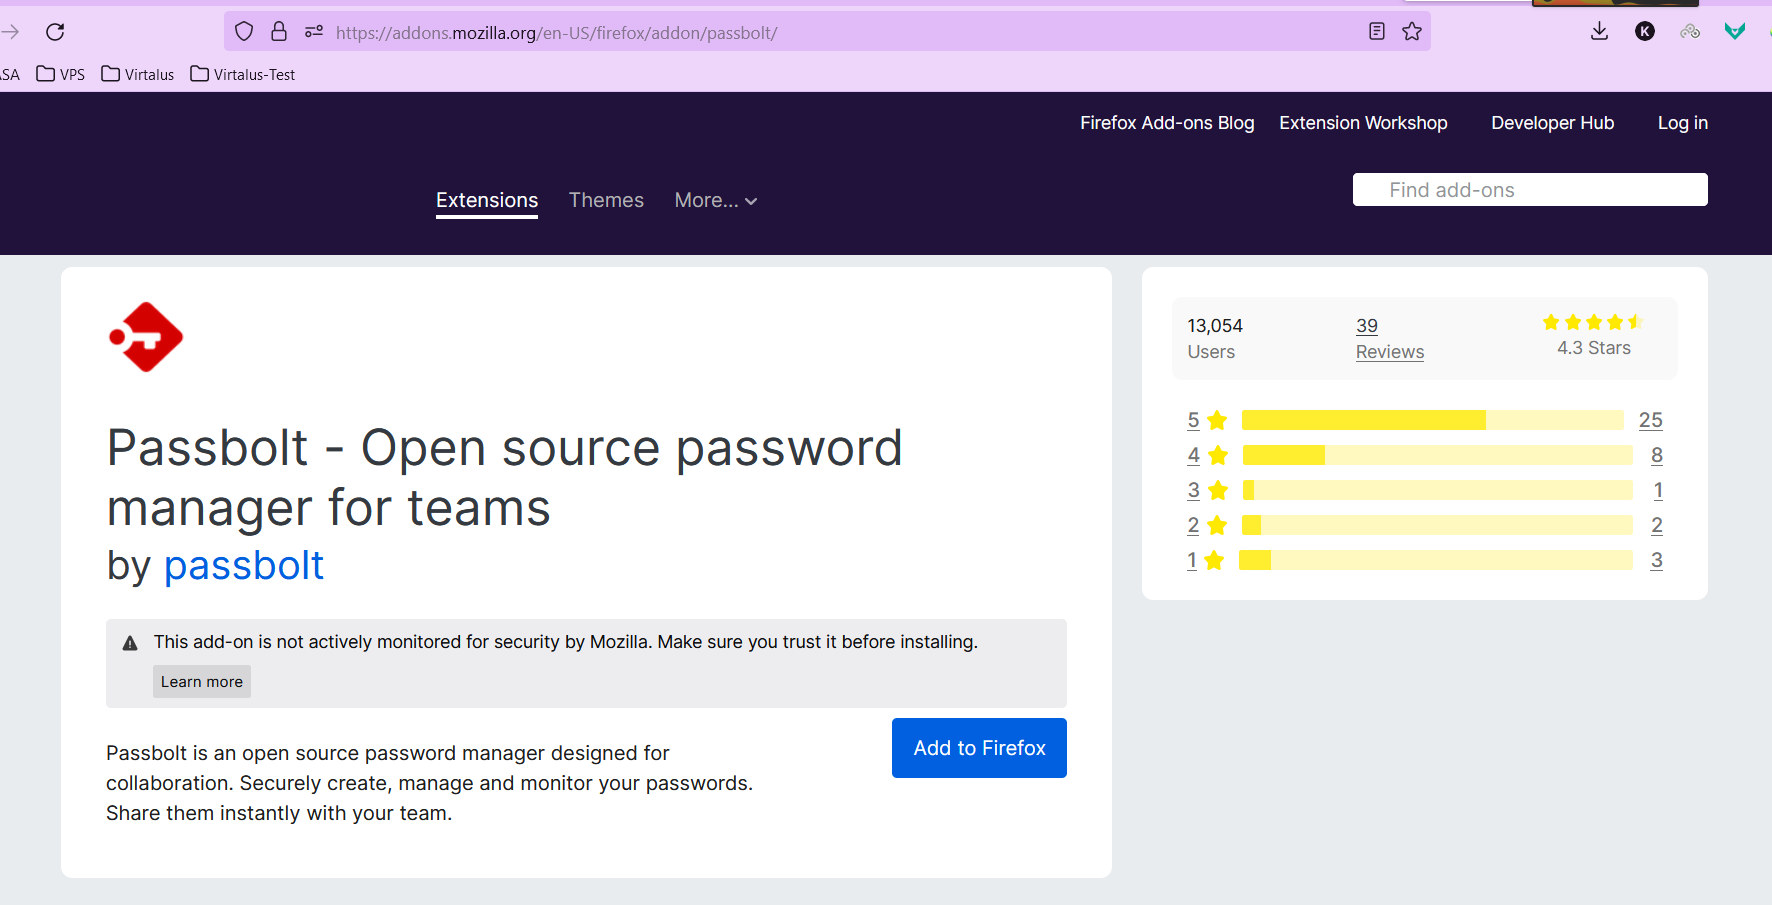 https://addons.mozilla.org/en-US/firefox/addon/passbolt/
K
SA VPS Virtalus Virtalus-Test
Firefox Add-ons Blog Extension Workshop Developer Hub Log in
Extensions Themes More...
Find add-ons
Passbolt - Open source password
manager for teams
by passbolt
This add-on is not actively monitored for security by Mozilla. Make sure you trust it before installing.
Learn more
Passbolt is an open source password manager designed for
collaboration. Securely create, manage and monitor your passwords.
Share them instantly with your team.
Add to Firefox
13,054 39
Users Reviews 4.3 Stars
5 25
4 8
3 1
2 2
1 3